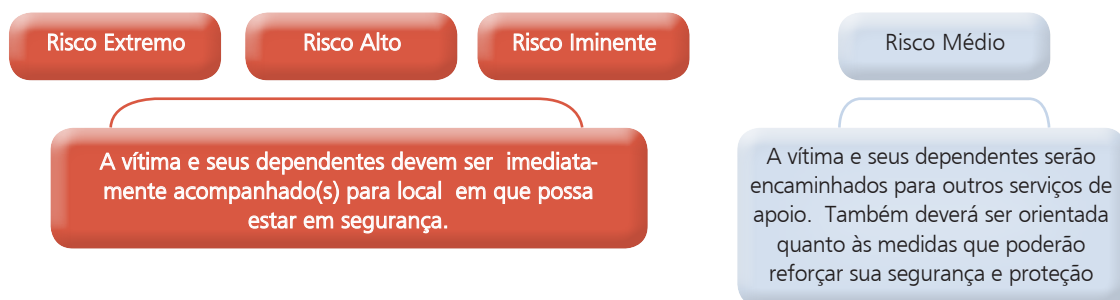 Risco Extremo
Risco Alto
Risco Iminente
Risco Médio
A vítima e seus dependentes devem ser imediata-
mente acompanhado(s) para local em que possa
estar em segurança.
A vítima e seus dependentes serão
encaminhados para outros serviços de
apoio. Também deverá ser orientada
quanto às medidas que poderão
reforçar sua segurança e proteção